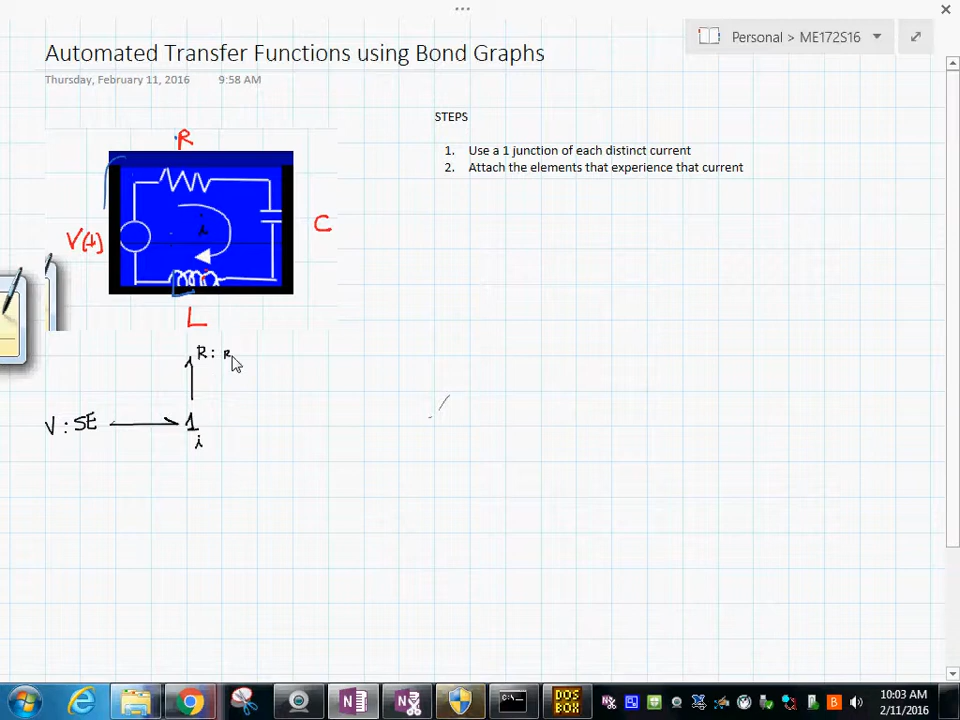 Personal > ME172S16
Automated Transfer Functions using Bond Graphs
Thursday, February 11, 2016 9:58 AM
STEPS
1. Use a 1 junction of each distinct current
2. Attach the elements that experience that current
R
C
i
V(t)
L
R: R
V: SE 1
i
C:\
DOS BOX
B
10:03 AM
2/11/2016